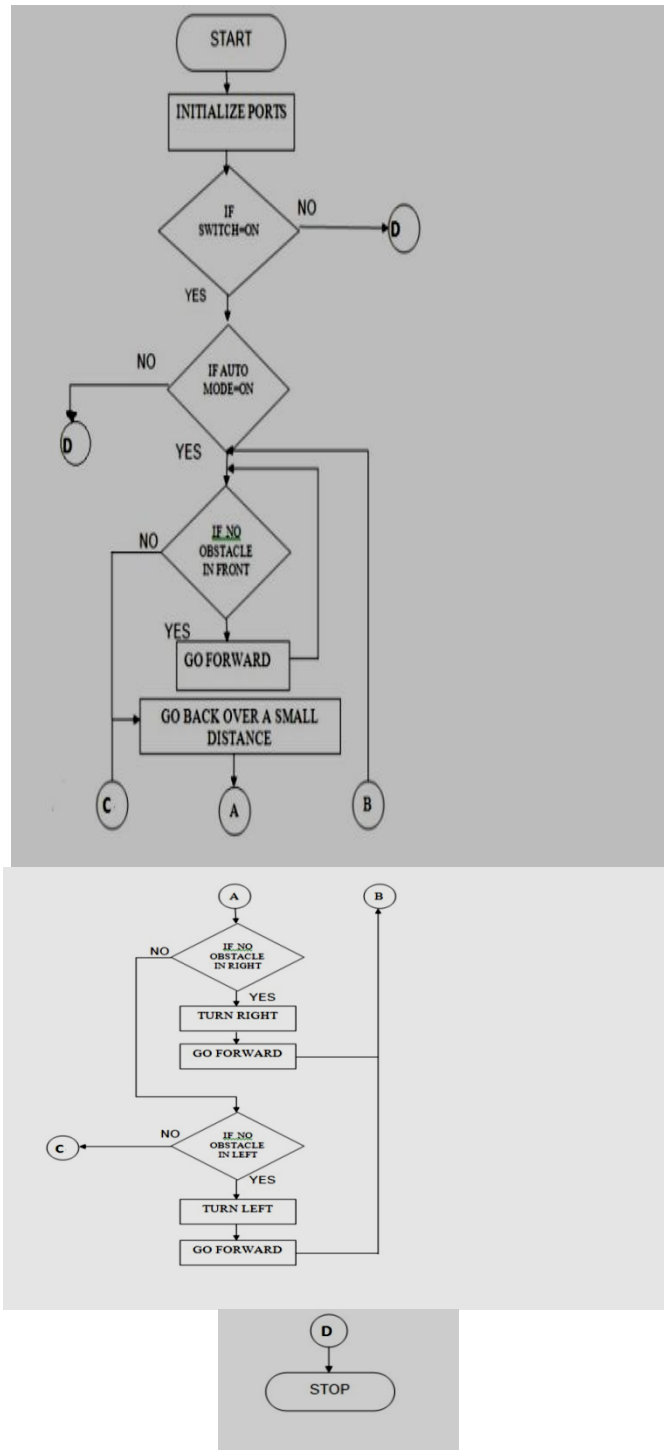 START
INITIALIZE PORTS
IF
SWITCH=ON
NO
D
YES
IF AUTO
MODE=ON
NO
D
YES
IF NO
OBSTACLE
IN FRONT
NO
YES
GO FORWARD
GO BACK OVER A SMALL
DISTANCE
C
A
B
A
B
IF NO
OBSTACLE
IN RIGHT
NO
YES
TURN RIGHT
GO FORWARD
IF NO
OBSTACLE
IN LEFT
NO
C
YES
TURN LEFT
GO FORWARD
D
STOP